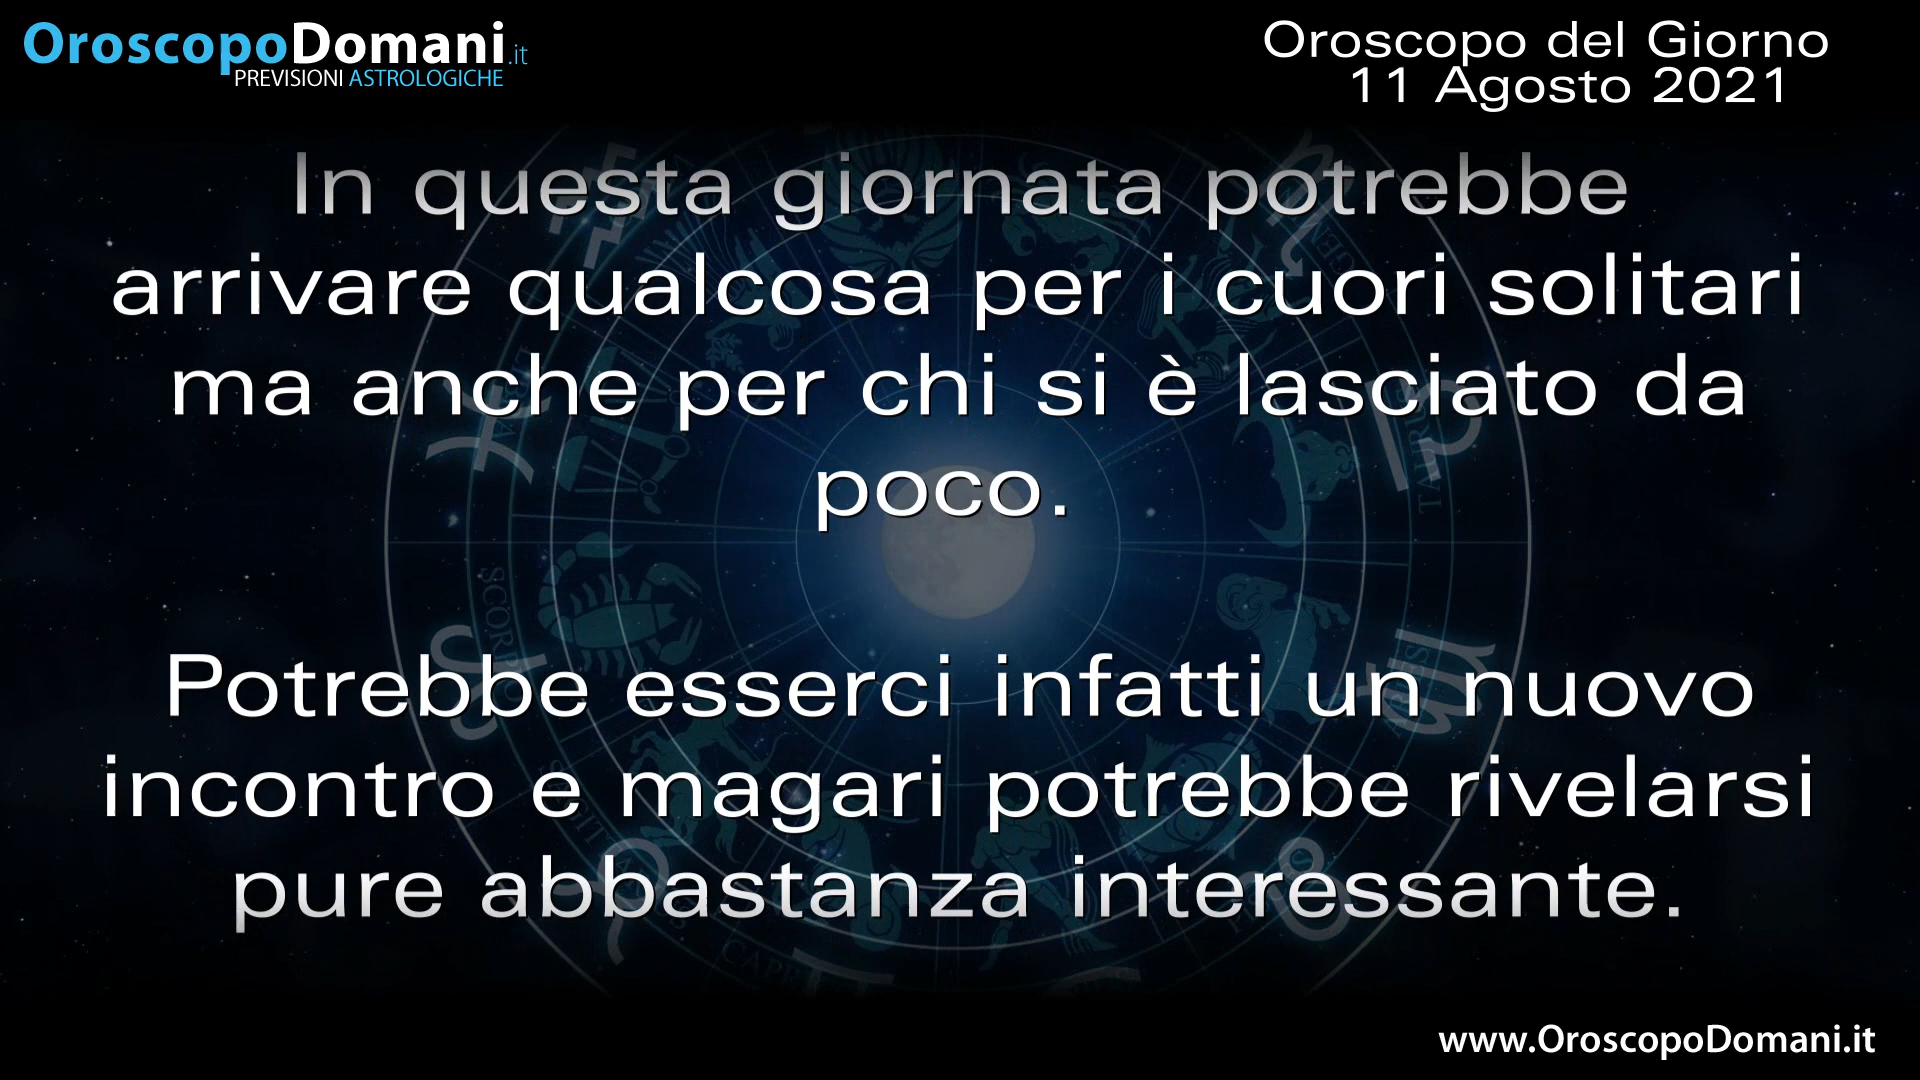 OroscopoDomani.it
PREVISIONI ASTROLOGICHE
Oroscopo del Giorno
11 Agosto 2021
In questa giornata potrebbe
arrivare qualcosa per i cuori solitari
ma anche per chi si è lasciato da
poco.
Potrebbe esserci infatti un nuovo
incontro e magari potrebbe rivelarsi
pure abbastanza interessante.
www.OroscopoDomani.it